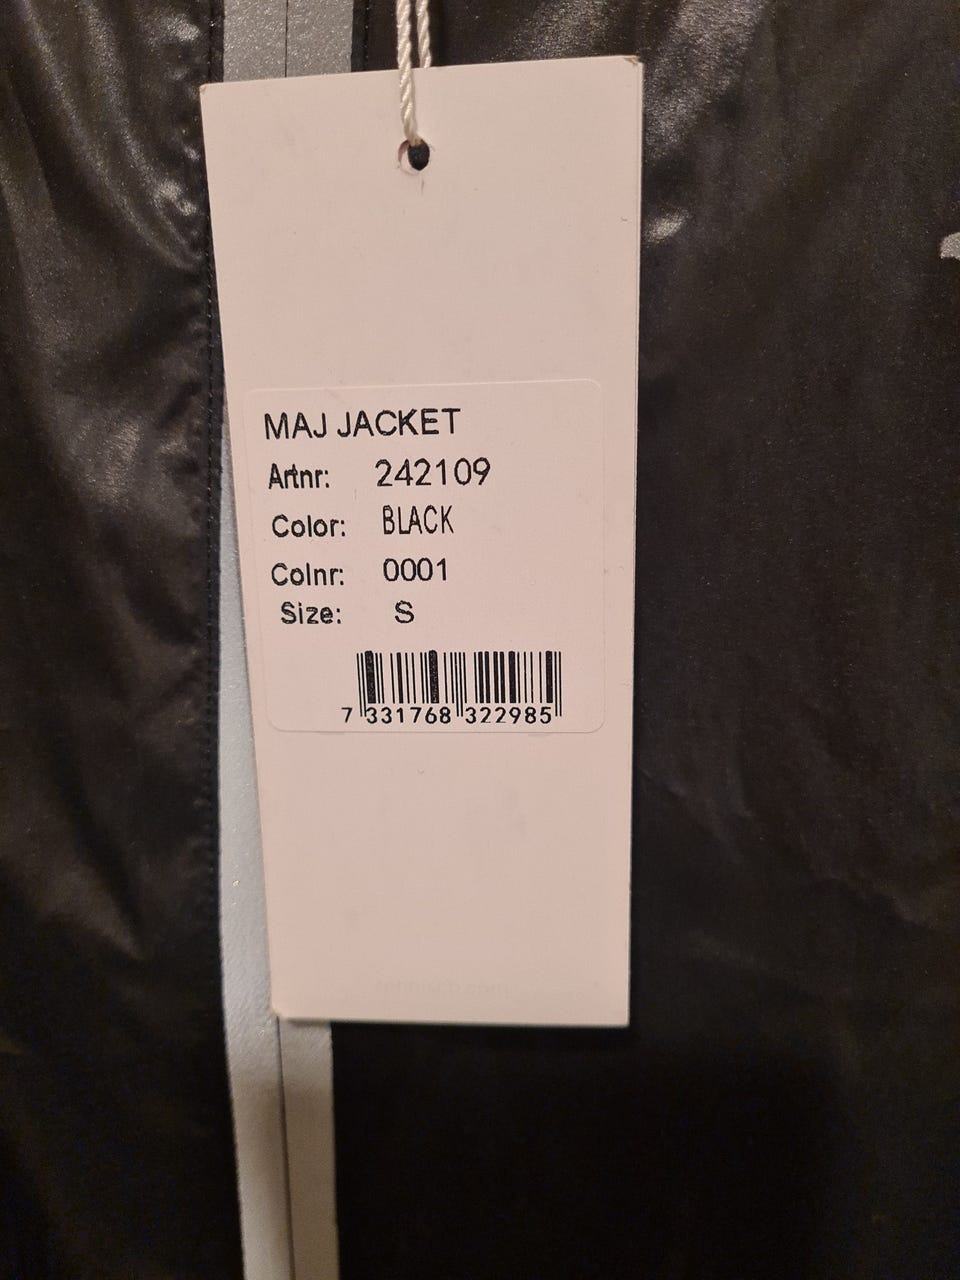 MAJ JACKET
Artnr: 242109
Color: BLACK
Colnr: 0001
Size: S
7 331768 322985